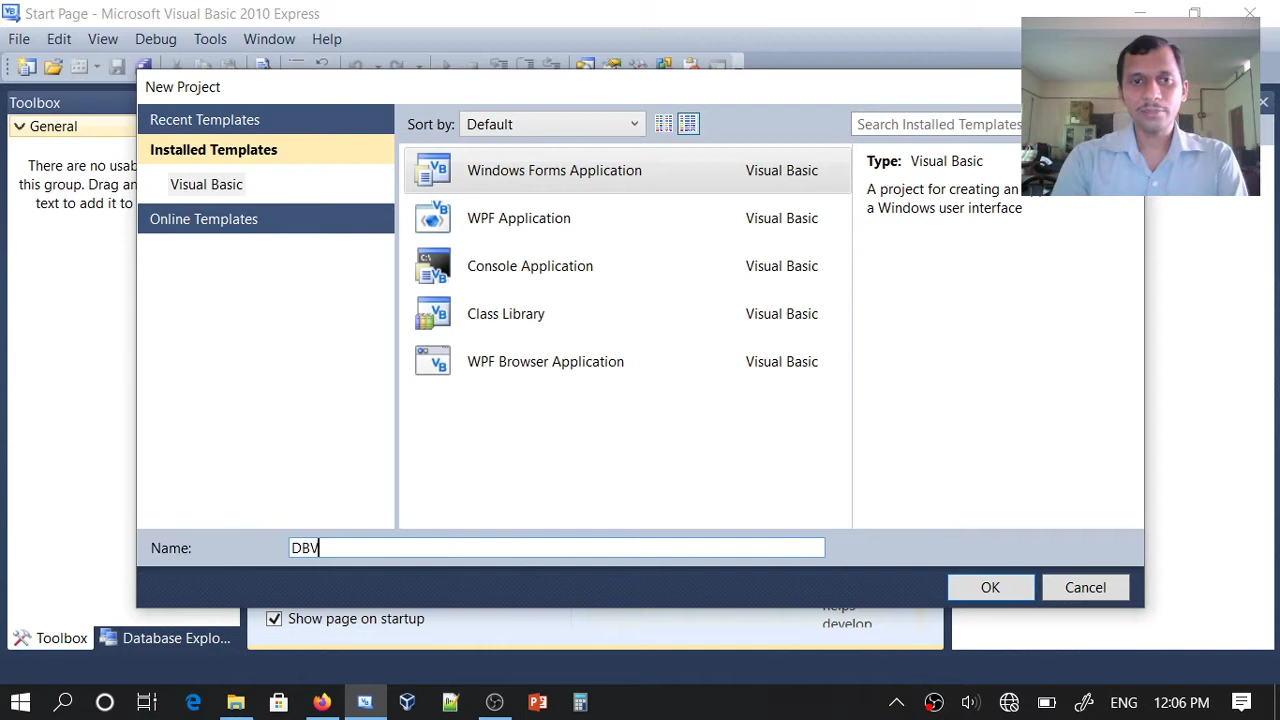 Start Page - Microsoft Visual Basic 2010 Express
File Edit View Debug Tools Window Help
Toolbox
General
There are no usab
this group. Drag an
text to add it to
New Project
Recent Templates
Installed Templates
Visual Basic
Online Templates
Sort by: Default
Search Installed Templates
Windows Forms Application Visual Basic
WPF Application Visual Basic
Console Application Visual Basic
Class Library Visual Basic
WPF Browser Application Visual Basic
Type: Visual Basic
A project for creating an
a Windows user interface
Name: DBV
OK Cancel
Show page on startup
helps
develop
Toolbox Database Explo...
ENG 12:06 PM